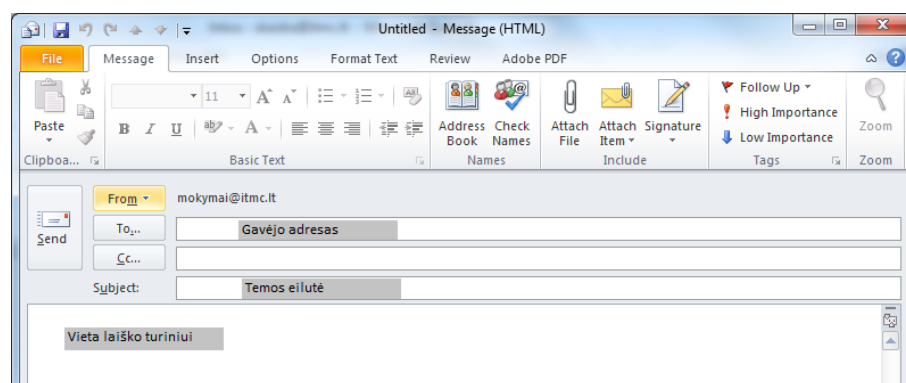 Untitled - Message (HTML)
File Message Insert Options Format Text Review Adobe PDF
Paste
11
B I U
Address Book
Check Names
Attach File
Attach Item
Signature
Follow Up
High Importance
Low Importance
Zoom
Clipboa... Basic Text Names Include Tags Zoom
From mokymai@itmc.lt
Send
To... Gavėjo adresas
Cc...
Subject: Temos eilutė
Vieta laiško turiniui